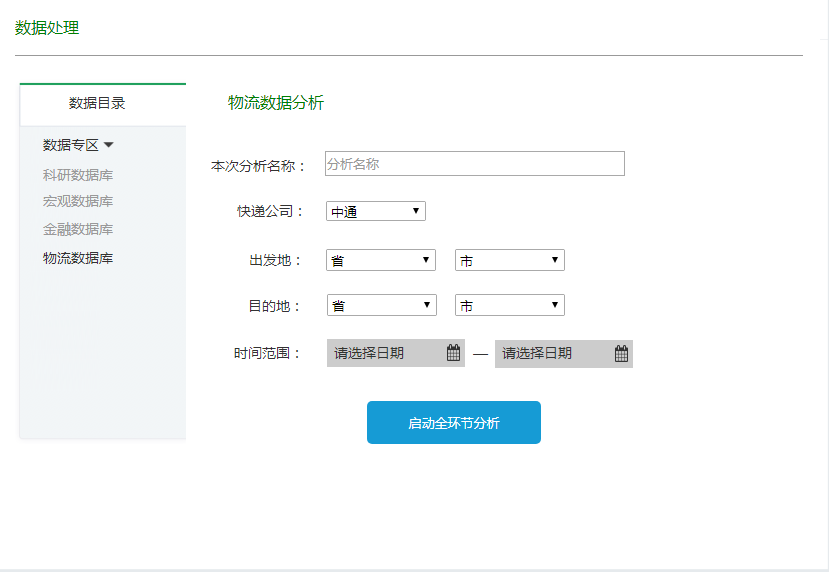 数据处理
数据目录
数据专区
科研数据库
宏观数据库
金融数据库
物流数据库
物流数据分析
本次分析名称： 分析名称
快递公司： 中通
出发地： 省 市
目的地： 省 市
时间范围： 请选择日期 — 请选择日期
启动全环节分析